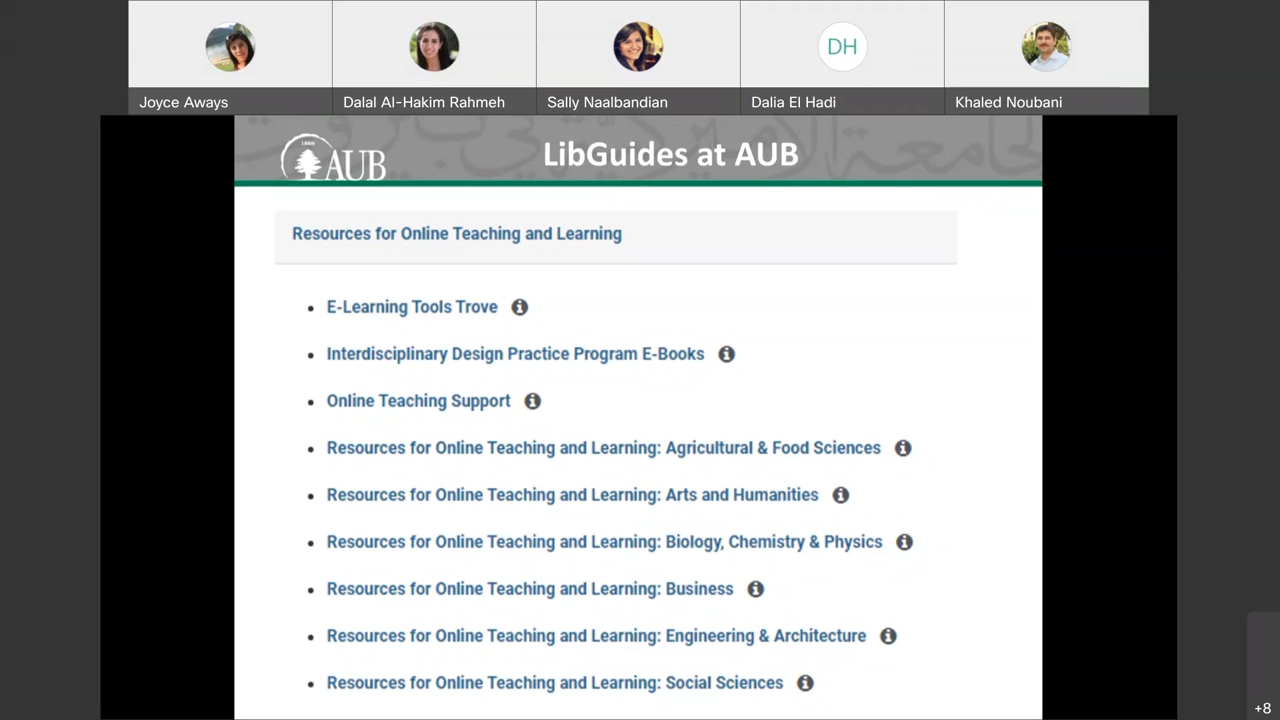 DH
Joyce Aways
Dalal Al-Hakim Rahmeh
Sally Naalbandian
Dalia El Hadi
Khaled Noubani
AUB
LibGuides at AUB
Resources for Online Teaching and Learning
E-Learning Tools Trove
Interdisciplinary Design Practice Program E-Books
Online Teaching Support
Resources for Online Teaching and Learning: Agricultural & Food Sciences
Resources for Online Teaching and Learning: Arts and Humanities
Resources for Online Teaching and Learning: Biology, Chemistry & Physics
Resources for Online Teaching and Learning: Business
Resources for Online Teaching and Learning: Engineering & Architecture
Resources for Online Teaching and Learning: Social Sciences
+8